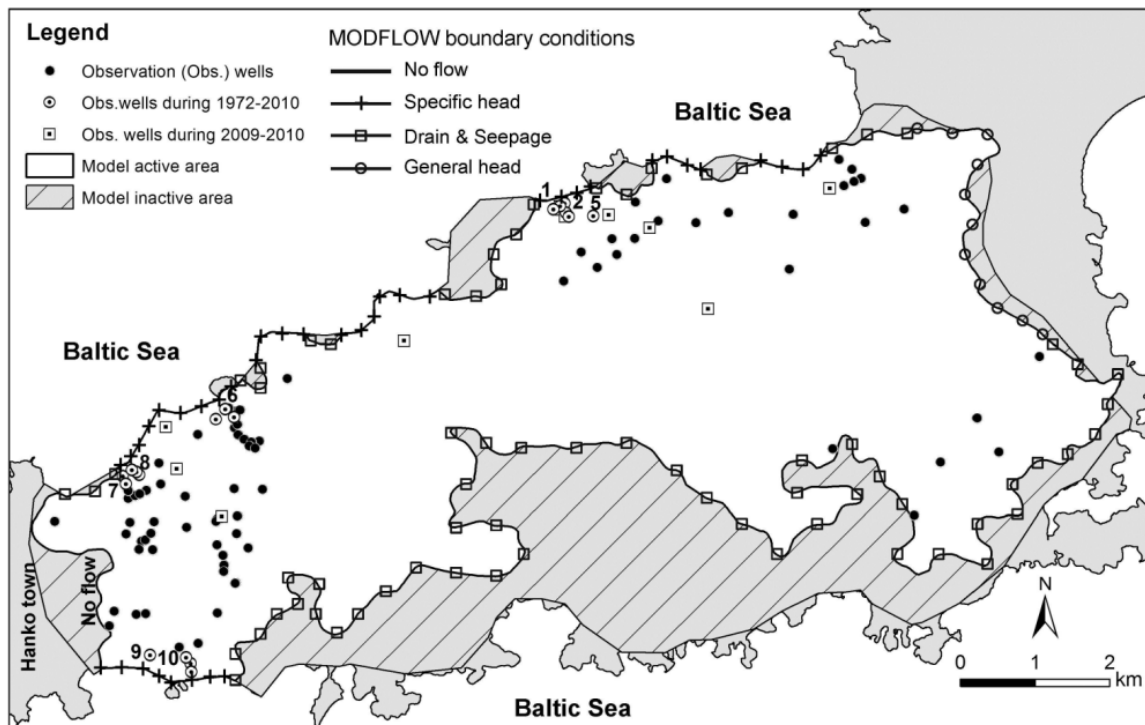 Legend
Observation (Obs.) wells
Obs.wells during 1972-2010
Obs. wells during 2009-2010
Model active area
Model inactive area
MODFLOW boundary conditions
No flow
Specific head
Drain & Seepage
General head
Baltic Sea
1
2
5
Baltic Sea
6
8
7
Hanko town
No flow
9
10
Baltic Sea
N
0 1 2
km